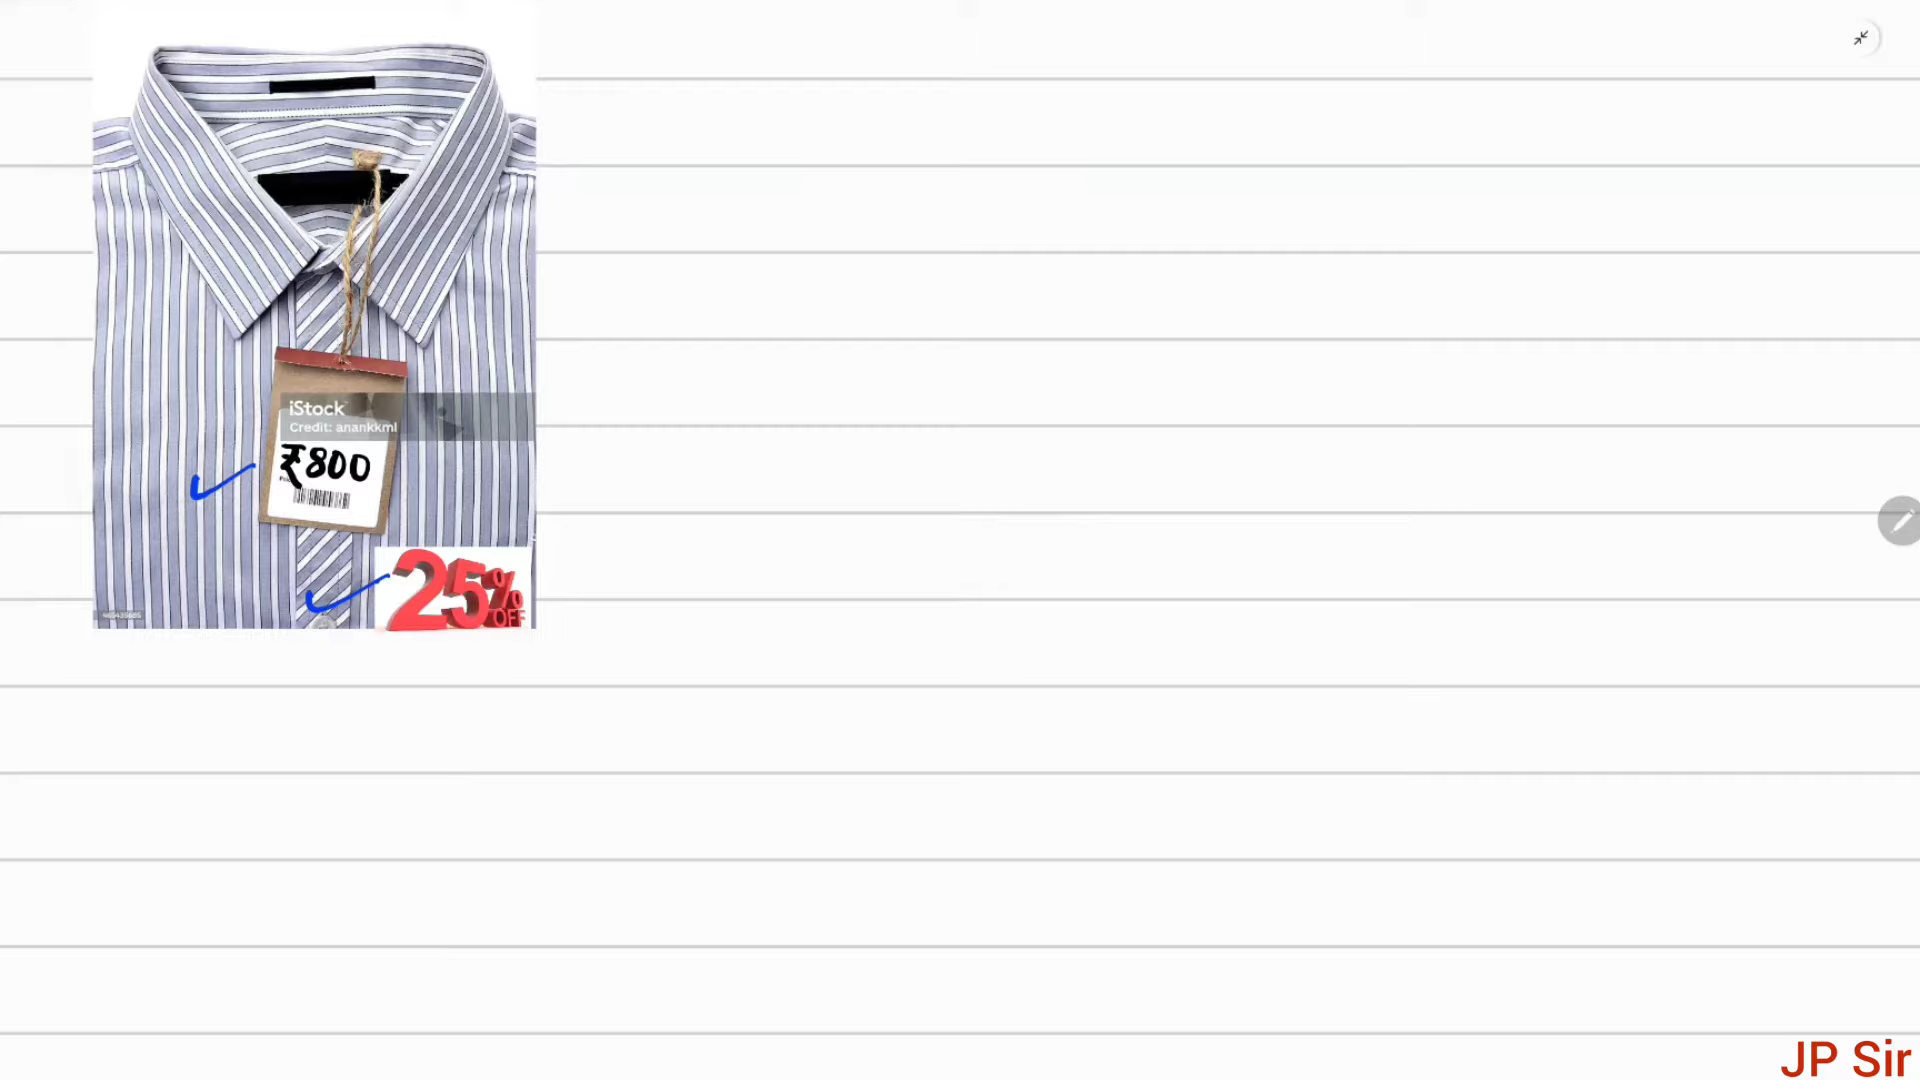 iStock
Credit: anankkml
₹800
25% OFF
JP Sir